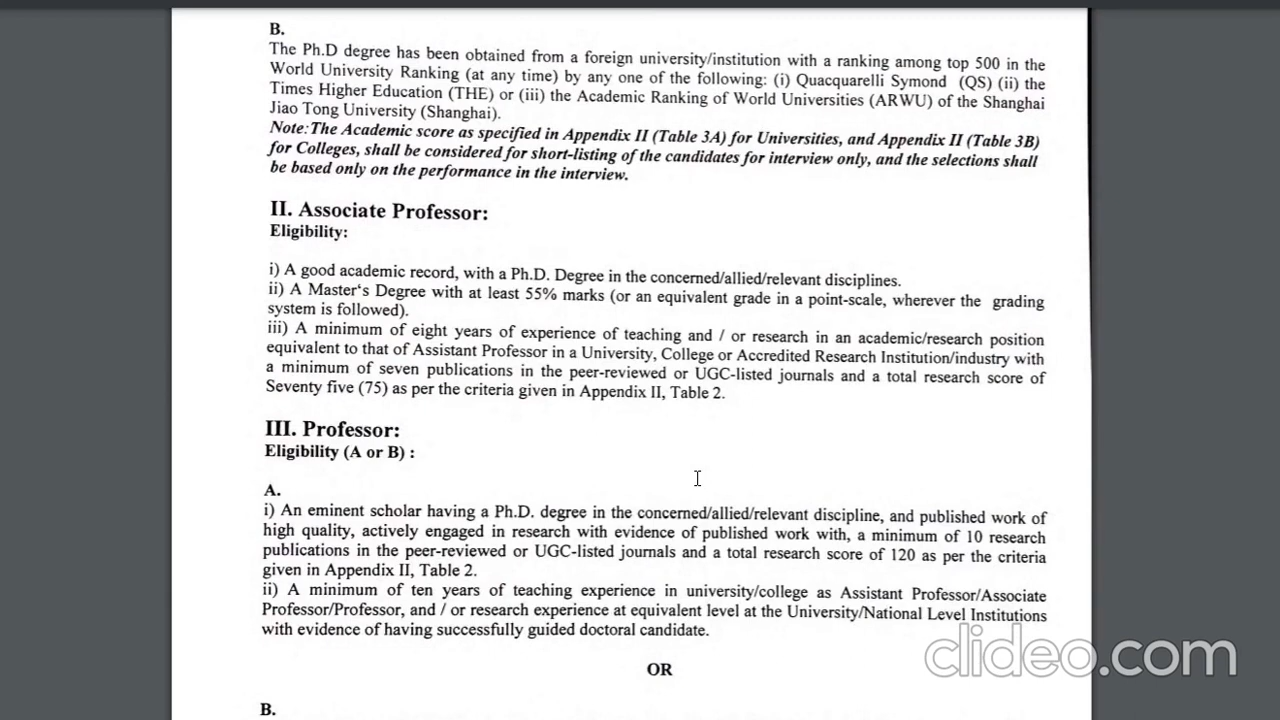 B.
The Ph.D degree has been obtained from a foreign university/institution with a ranking among top 500 in the
World University Ranking (at any time) by any one of the following: (i) Quacquarelli Symond (QS) (ii) the
Times Higher Education (THE) or (iii) the Academic Ranking of World Universities (ARWU) of the Shanghai
Jiao Tong University (Shanghai).
Note:The Academic score as specified in Appendix II (Table 3A) for Universities, and Appendix II (Table 3B)
for Colleges, shall be considered for short-listing of the candidates for interview only, and the selections shall
be based only on the performance in the interview.
II. Associate Professor:
Eligibility:
i) A good academic record, with a Ph.D. Degree in the concerned/allied/relevant disciplines.
ii) A Master‘s Degree with at least 55% marks (or an equivalent grade in a point-scale, wherever the grading
system is followed).
iii) A minimum of eight years of experience of teaching and / or research in an academic/research position
equivalent to that of Assistant Professor in a University, College or Accredited Research Institution/industry with
a minimum of seven publications in the peer-reviewed or UGC-listed journals and a total research score of
Seventy five (75) as per the criteria given in Appendix II, Table 2.
III. Professor:
Eligibility (A or B) :
A.
i) An eminent scholar having a Ph.D. degree in the concerned/allied/relevant discipline, and published work of
high quality, actively engaged in research with evidence of published work with, a minimum of 10 research
publications in the peer-reviewed or UGC-listed journals and a total research score of 120 as per the criteria
given in Appendix II, Table 2.
ii) A minimum of ten years of teaching experience in university/college as Assistant Professor/Associate
Professor/Professor, and / or research experience at equivalent level at the University/National Level Institutions
with evidence of having successfully guided doctoral candidate.
clideo.com
OR
B.